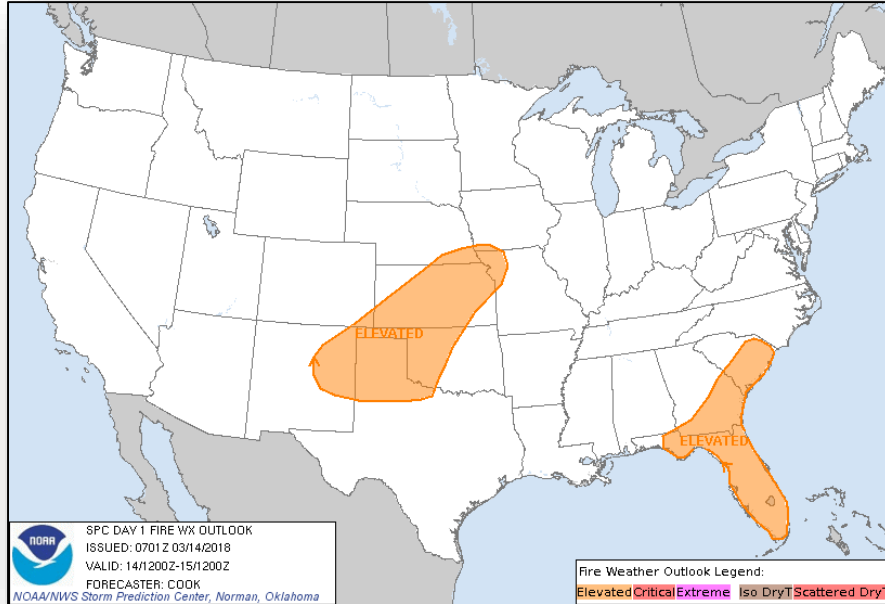 ELEVATED
ELEVATED
NOAA
SPC DAY 1 FIRE WX OUTLOOK
ISSUED: 0701Z 03/14/2018
VALID: 14/1200Z-15/1200Z
FORECASTER: COOK
NOAA/NWS Storm Prediction Center, Norman, Oklahoma
Fire Weather Outlook Legend:
Elevated Critical Extreme Iso DryT Scattered DryT